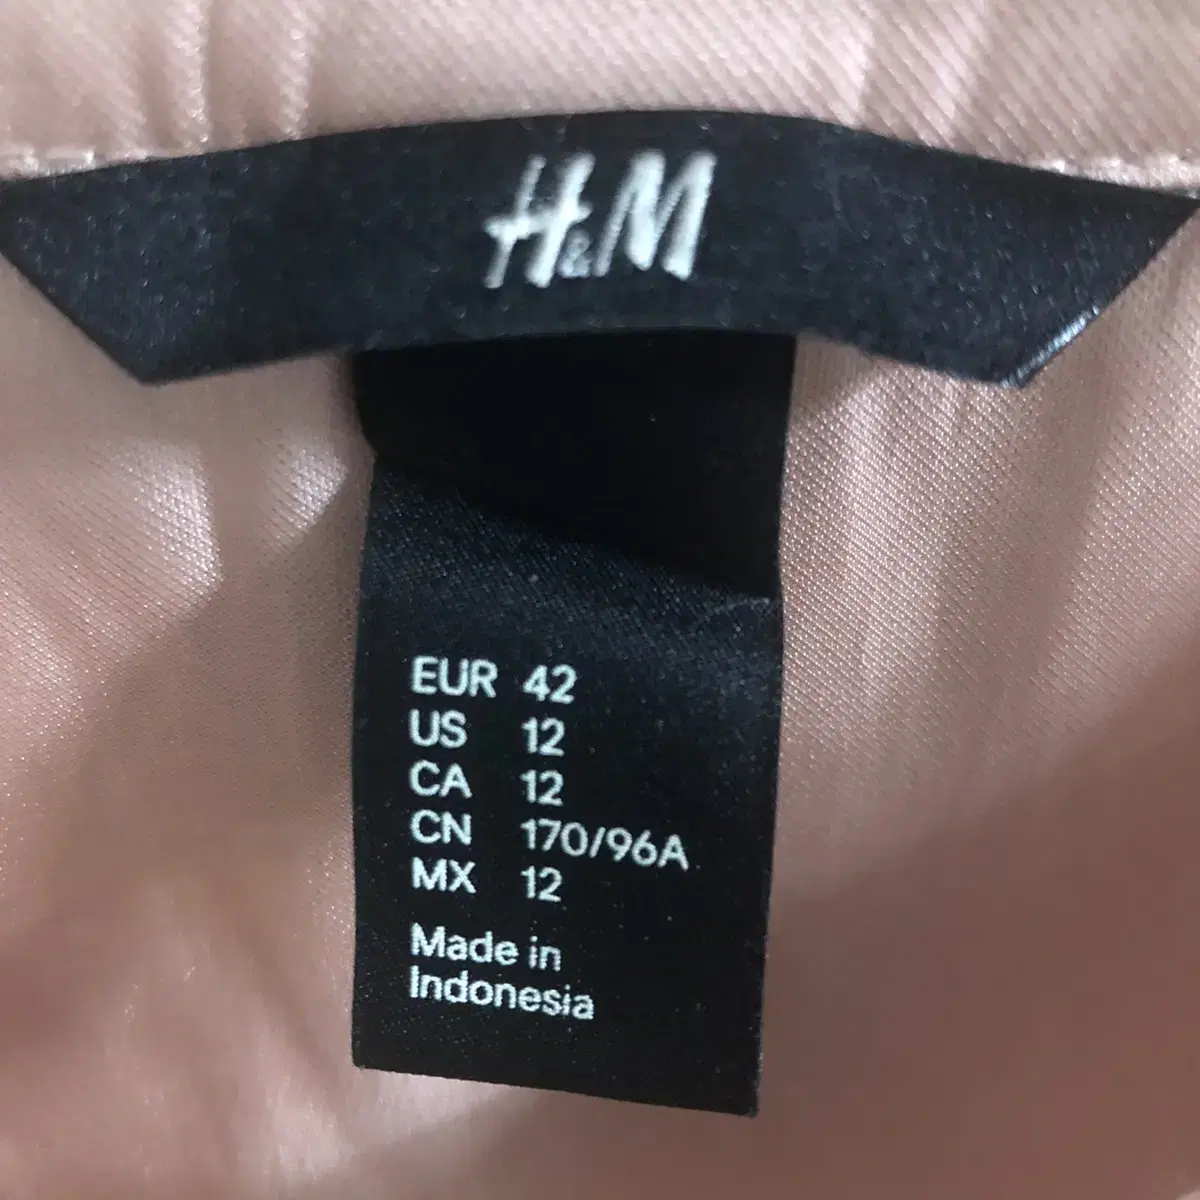 H&M
EUR 42
US 12
CA 12
CN 170/96A
MX 12
Made in
Indonesia